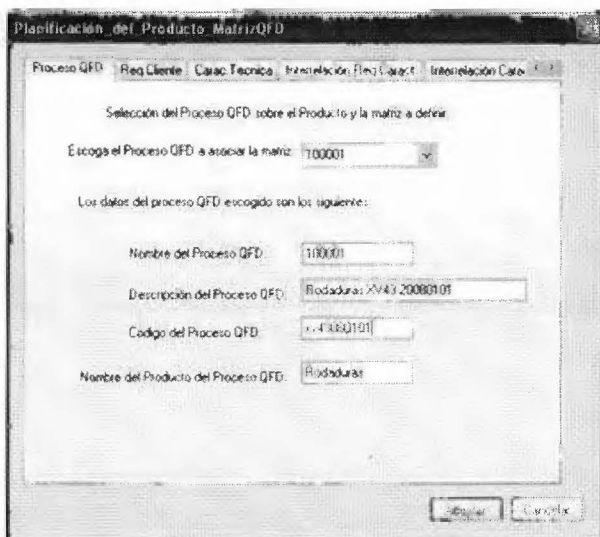 Planificación_del_Producto_MatrizQFD
Proceso QFD Req.Cliente Carac.Tecnica Interrelación Req.Caract. Interrelación Cara
Selección del Proceso QFD sobre el Producto y la matriz a definir
Escoga el Proceso QFD a asociar la matriz: 100001
Los datos del proceso QFD escogido son los siguientes:
Nombre del Proceso QFD: 100001
Descripción del Proceso QFD: Rodaduras XV43 20080101
Codigo del Proceso QFD:
Nombre del Producto del Proceso QFD: Rodaduras
Cancelar